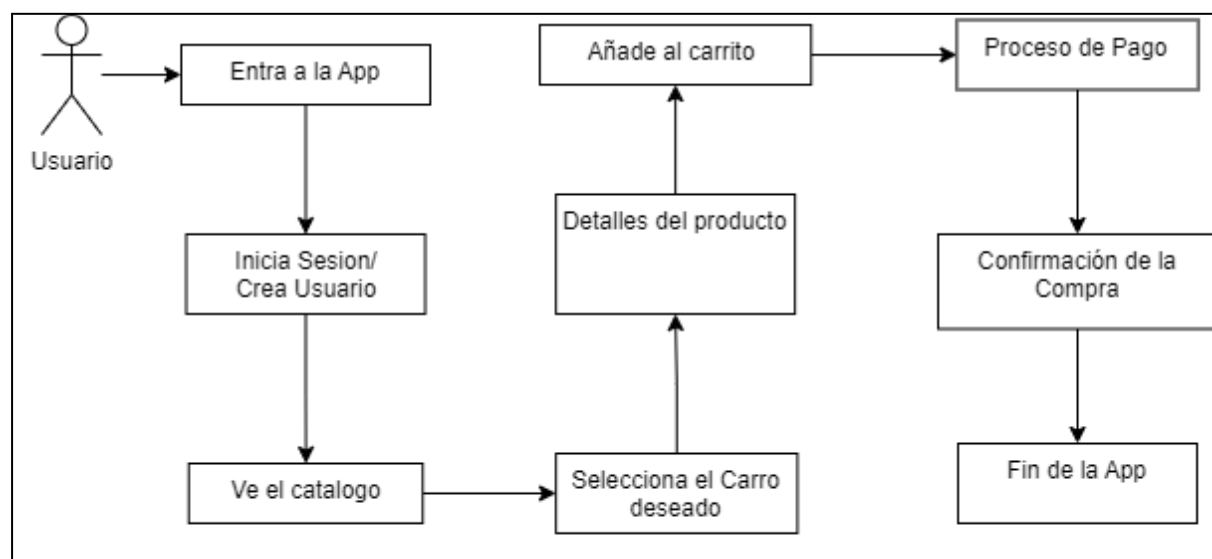 Usuario
Entra a la App
Inicia Sesion/
Crea Usuario
Ve el catalogo
Selecciona el Carro
deseado
Detalles del producto
Añade al carrito
Proceso de Pago
Confirmación de la
Compra
Fin de la App